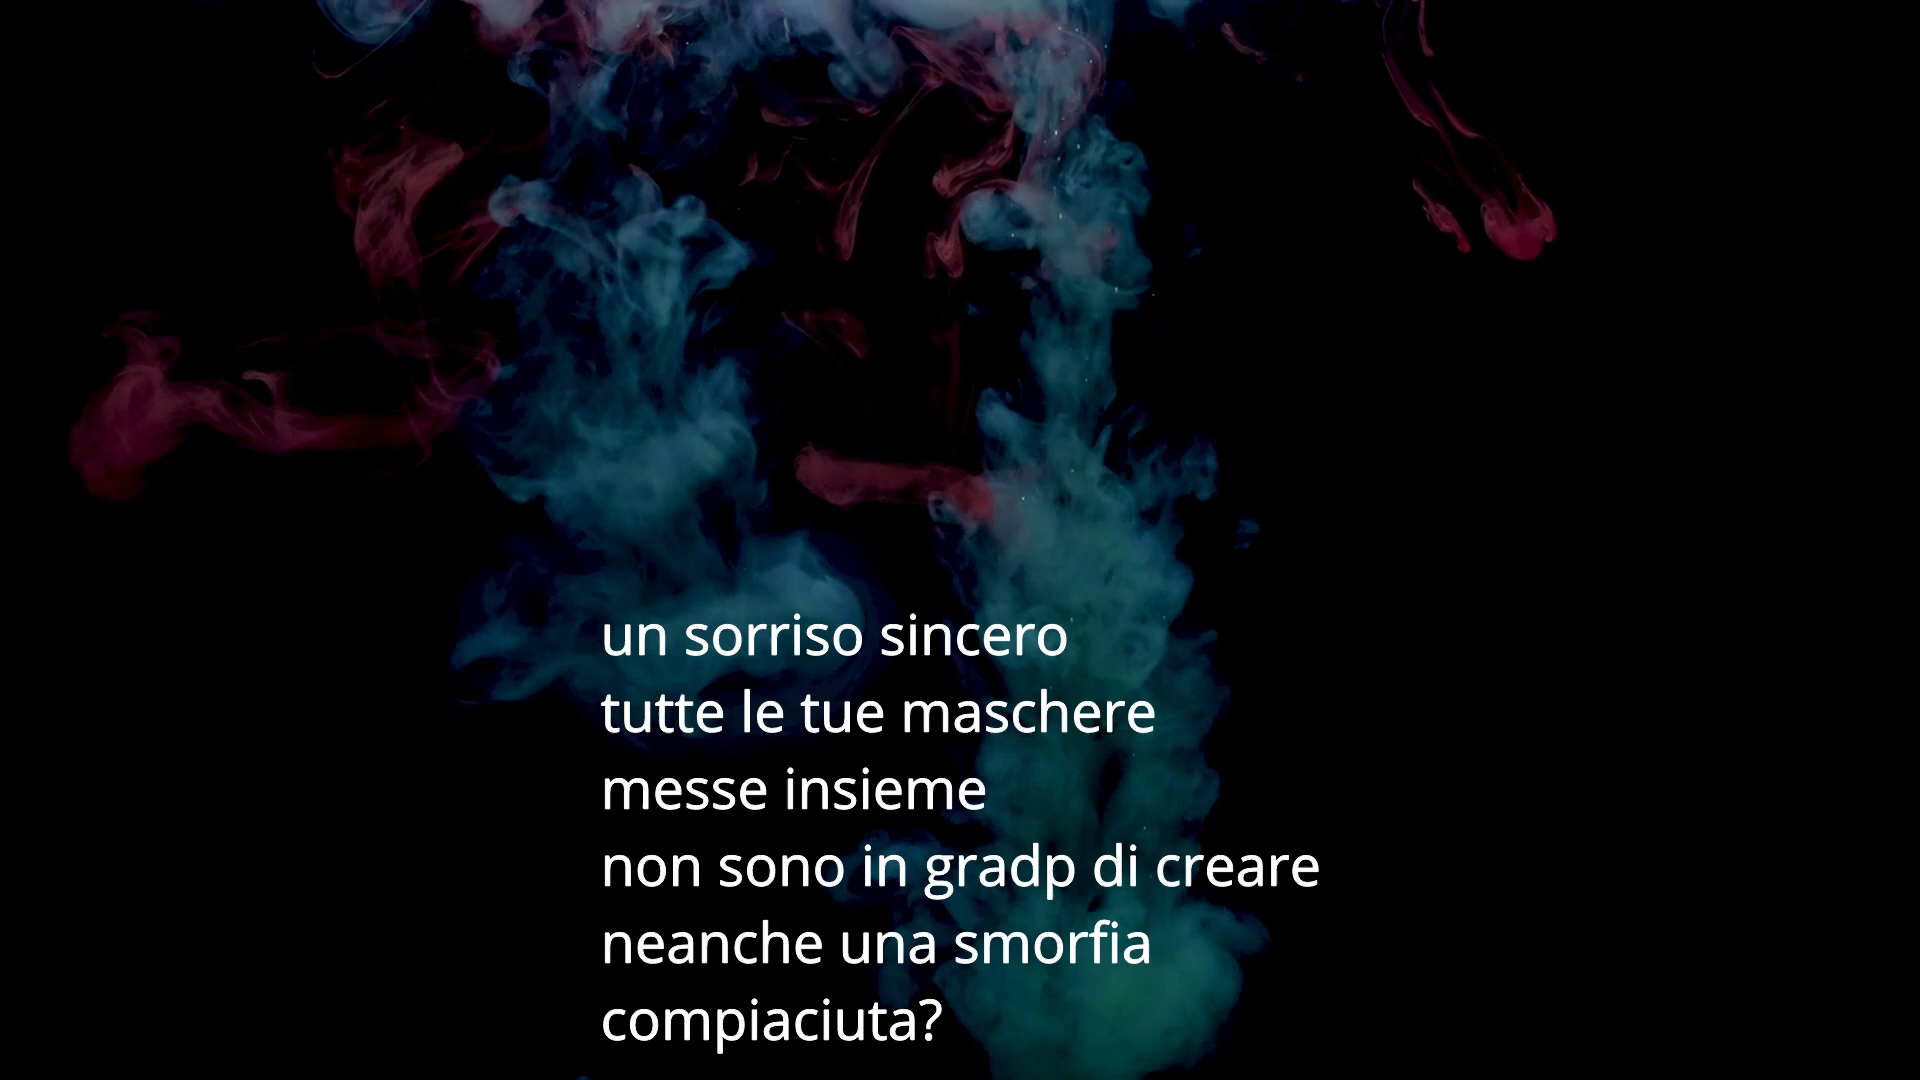 un sorriso sincero
tutte le tue maschere
messe insieme
non sono in gradp di creare
neanche una smorfia
compiaciuta?